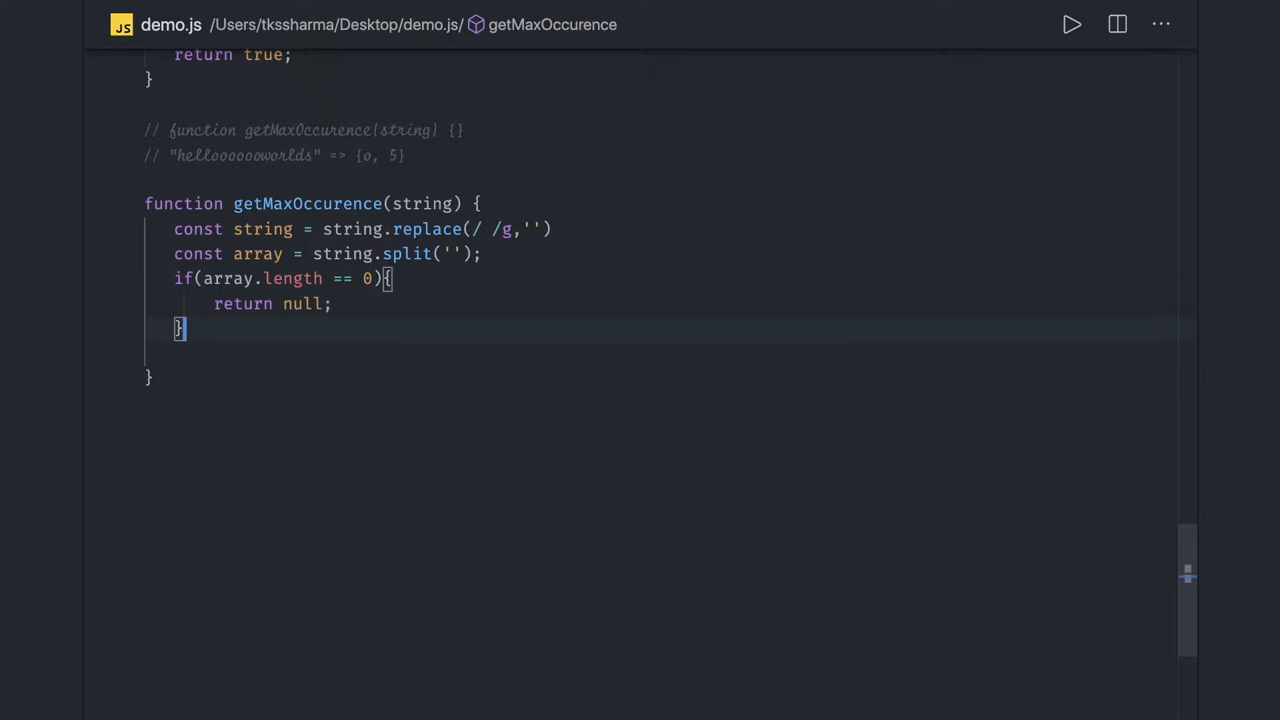 JS demo.js /Users/tkssharma/Desktop/demo.js/ getMaxOccurence
return true;
}
// function getMaxOccurence(string) {}
// "helloooooworlds" => {o, 5}
function getMaxOccurence(string) {
const string = string.replace(/ /g,'')
const array = string.split('');
if(array.length == 0){
return null;
}
}